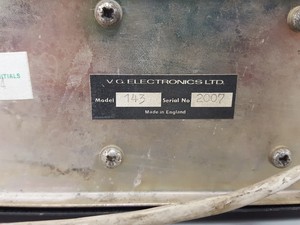 V.G. ELECTRONICS LTD.
Model 143 Serial No 2007
Made in England